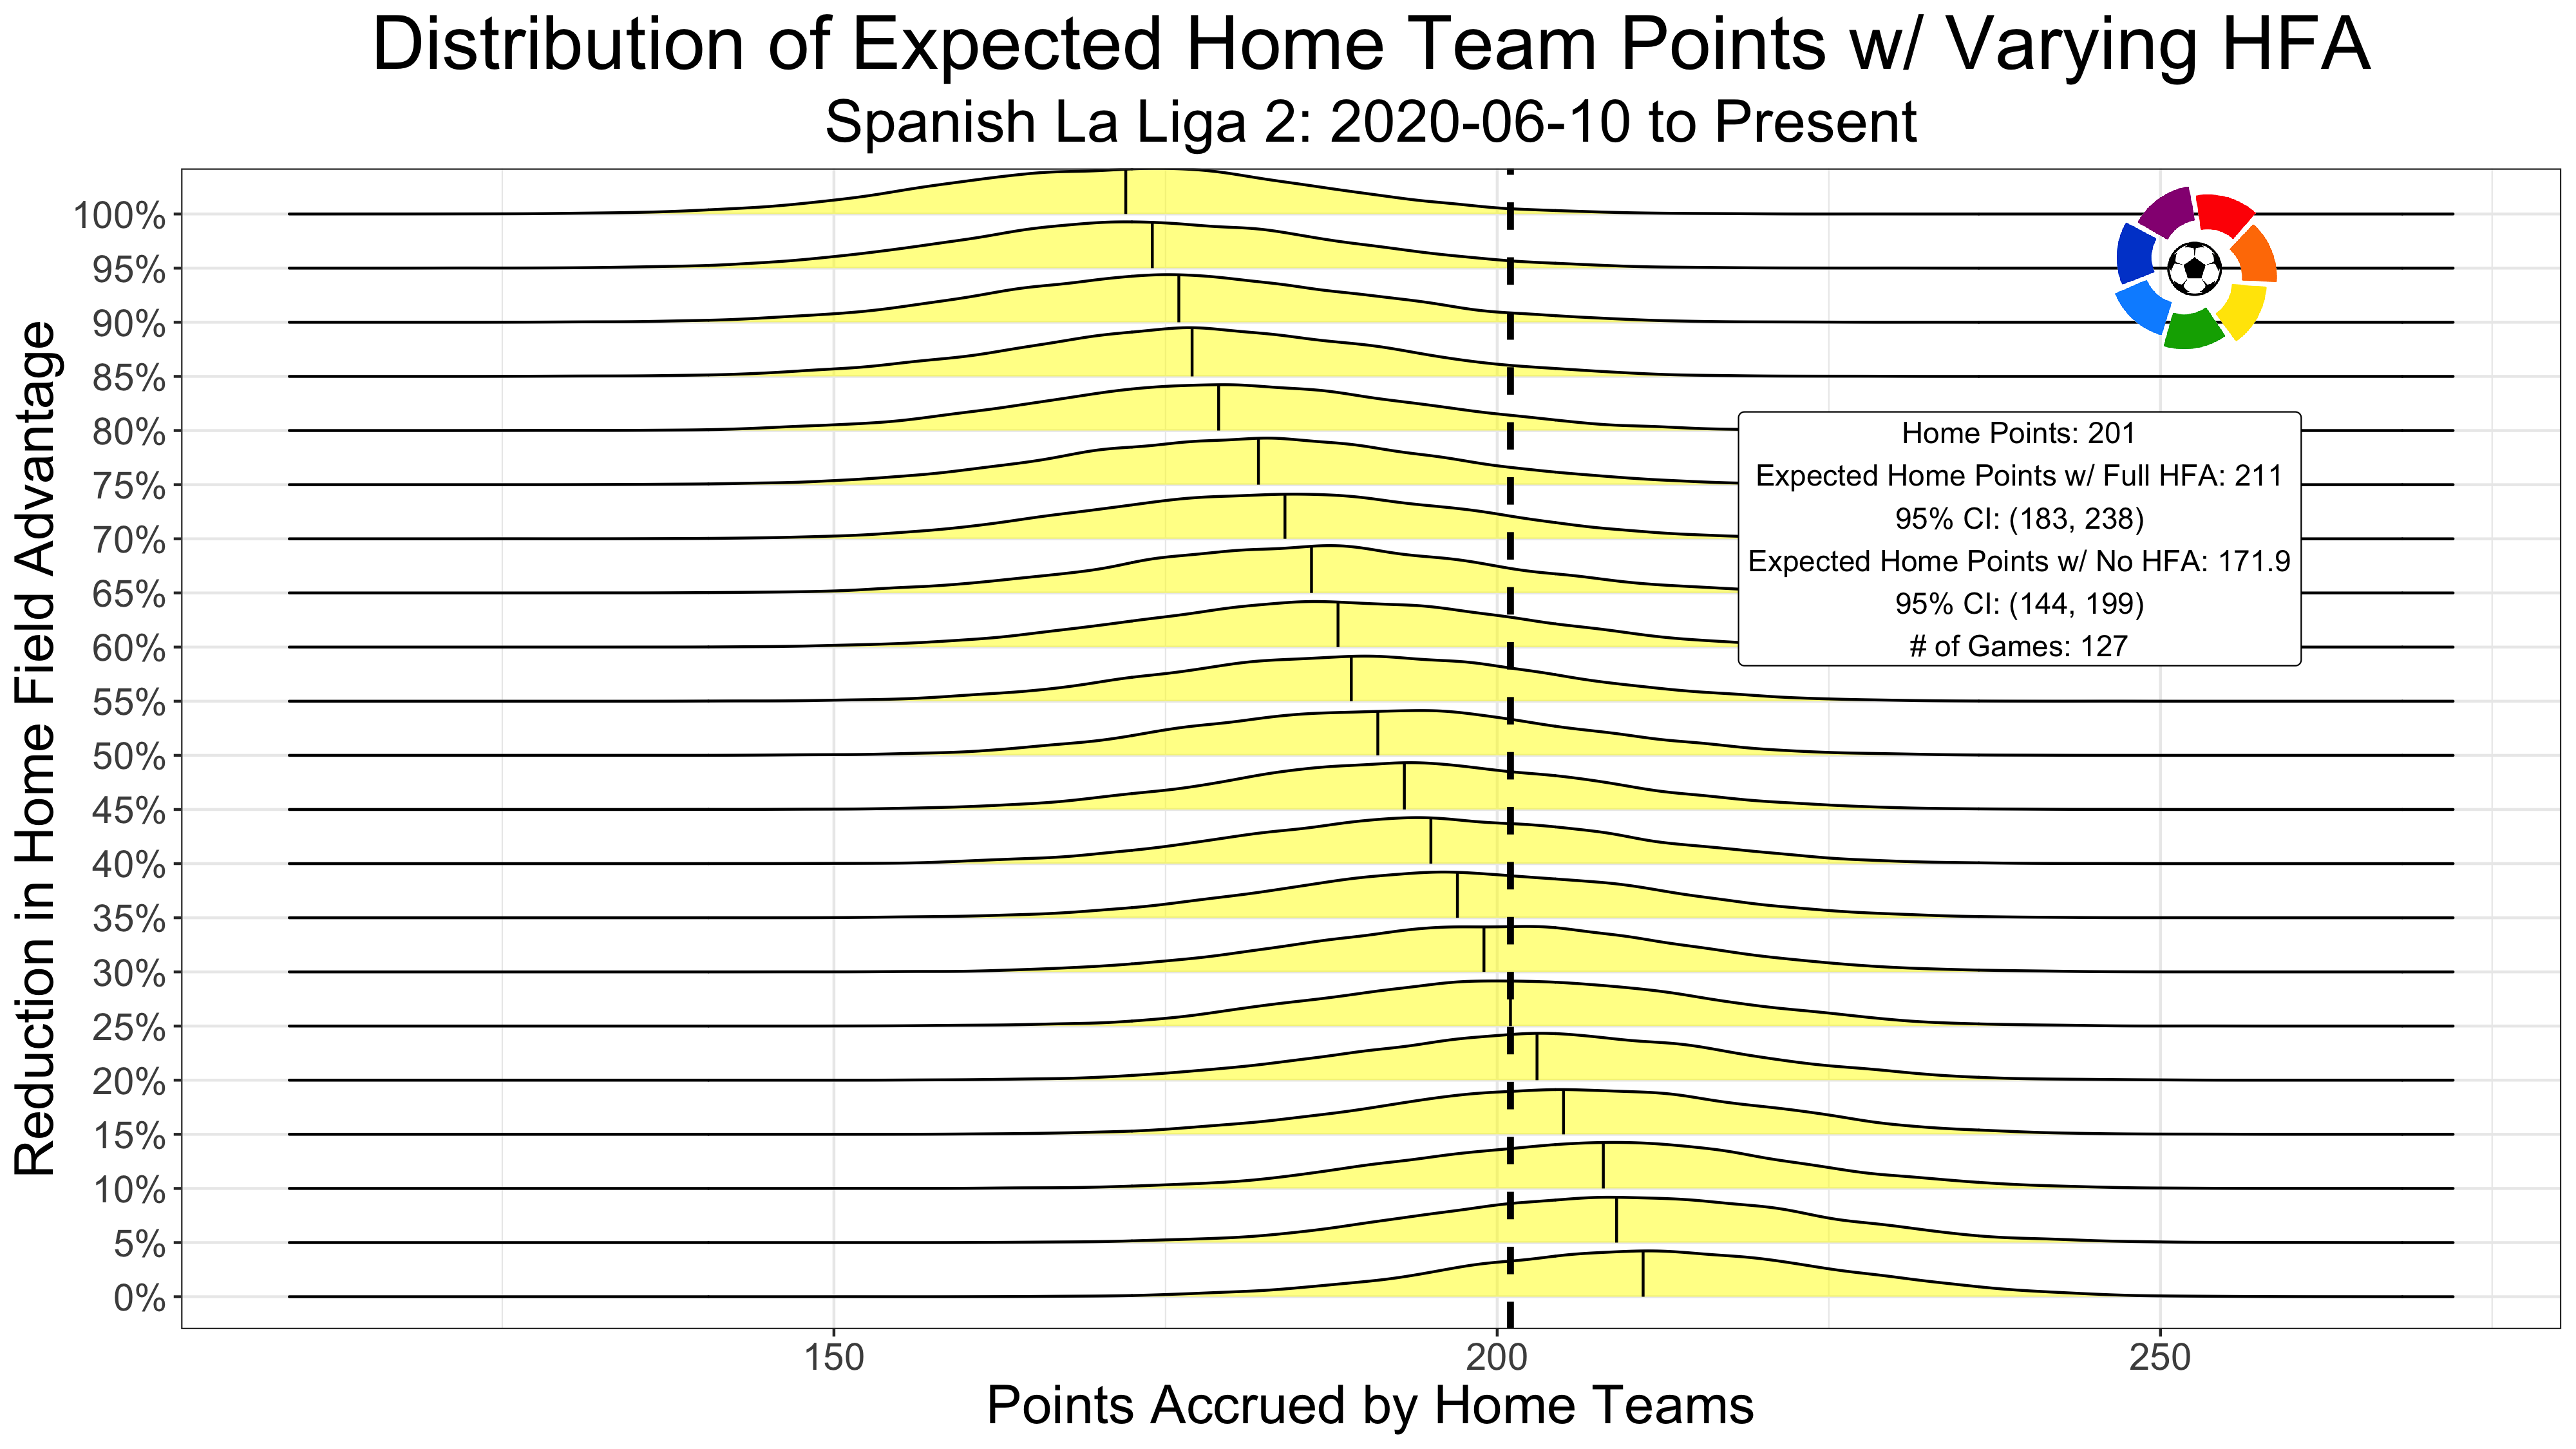 Distribution of Expected Home Team Points w/ Varying HFA
Spanish La Liga 2: 2020-06-10 to Present
Reduction in Home Field Advantage
100%
95%
90%
85%
80%
75%
70%
65%
60%
55%
50%
45%
40%
35%
30%
25%
20%
15%
10%
5%
0%
Home Points: 201
Expected Home Points w/ Full HFA: 211
95% CI: (183, 238)
Expected Home Points w/ No HFA: 171.9
95% CI: (144, 199)
# of Games: 127
150
200
250
Points Accrued by Home Teams